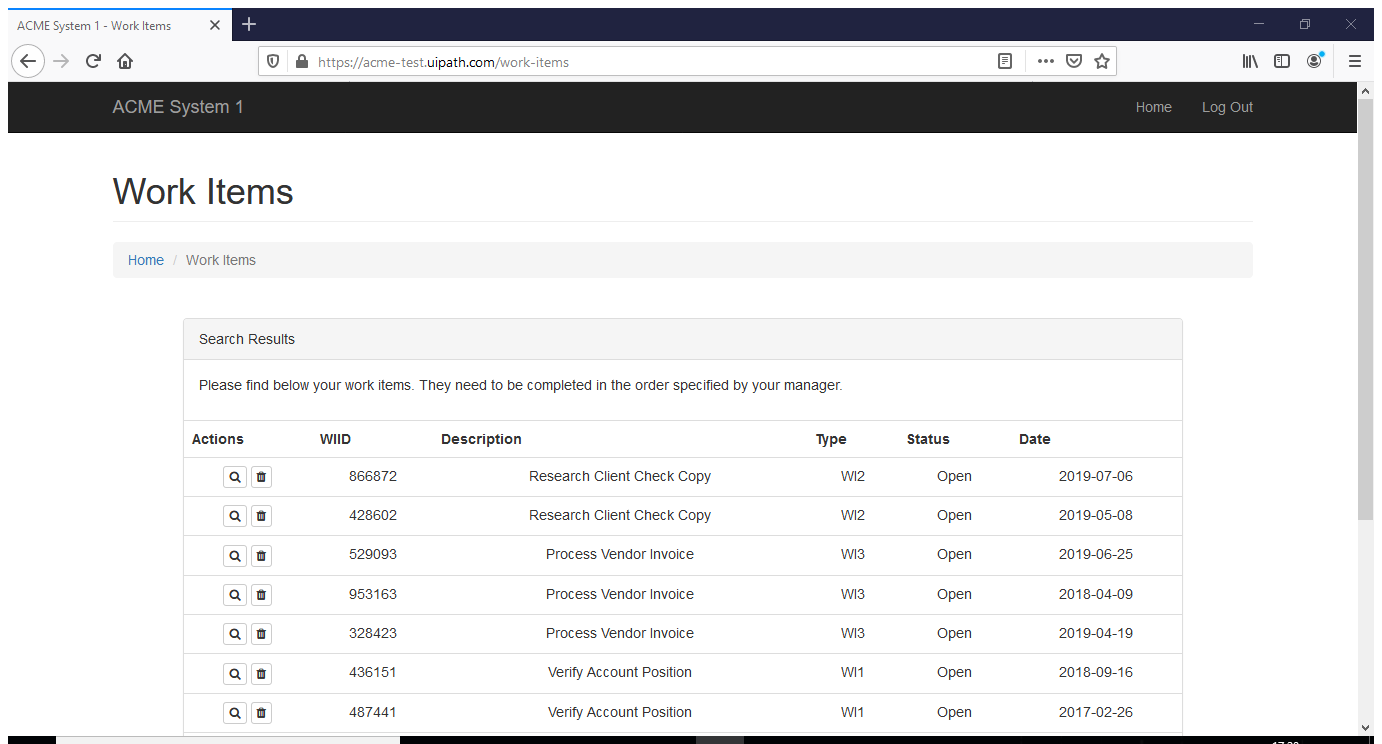 ACME System 1 - Work Items
https://acme-test.uipath.com/work-items
ACME System 1 Home Log Out
Work Items
Home / Work Items
Search Results
Please find below your work items. They need to be completed in the order specified by your manager.
Actions WIID Description Type Status Date
866872 Research Client Check Copy WI2 Open 2019-07-06
428602 Research Client Check Copy WI2 Open 2019-05-08
529093 Process Vendor Invoice WI3 Open 2019-06-25
953163 Process Vendor Invoice WI3 Open 2018-04-09
328423 Process Vendor Invoice WI3 Open 2019-04-19
436151 Verify Account Position WI1 Open 2018-09-16
487441 Verify Account Position WI1 Open 2017-02-26